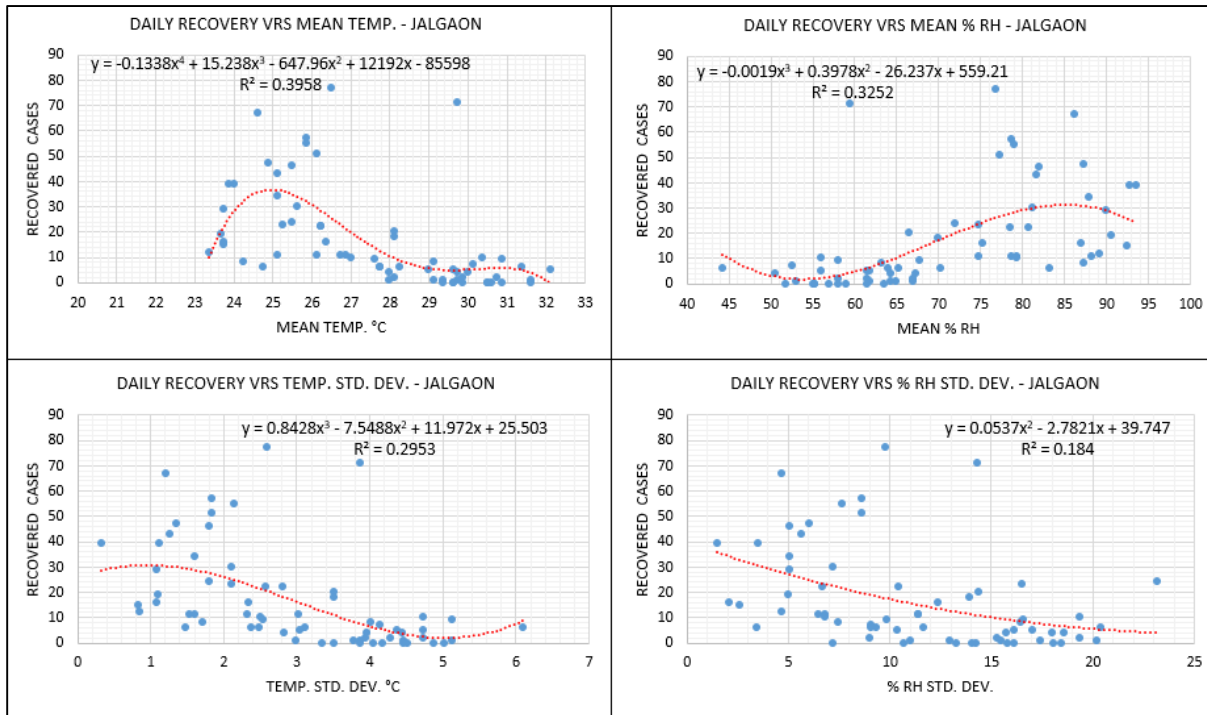 DAILY RECOVERY VRS MEAN TEMP. - JALGAON
y = -0.1338x⁴ + 15.238x³ - 647.96x² + 12192x - 85598
R² = 0.3958
RECOVERED CASES
90
80
70
60
50
40
30
20
10
0
20 21 22 23 24 25 26 27 28 29 30 31 32 33
MEAN TEMP. °C
DAILY RECOVERY VRS MEAN % RH - JALGAON
y = -0.0019x³ + 0.3978x² - 26.237x + 559.21
R² = 0.3252
RECOVERED CASES
90
80
70
60
50
40
30
20
10
0
40 45 50 55 60 65 70 75 80 85 90 95 100
MEAN % RH
DAILY RECOVERY VRS TEMP. STD. DEV. - JALGAON
y = 0.8428x³ - 7.5488x² + 11.972x + 25.503
R² = 0.2953
RECOVERED CASES
90
80
70
60
50
40
30
20
10
0
0 1 2 3 4 5 6 7
TEMP. STD. DEV. °C
DAILY RECOVERY VRS % RH STD. DEV. - JALGAON
y = 0.0537x² - 2.7821x + 39.747
R² = 0.184
RECOVERED CASES
90
80
70
60
50
40
30
20
10
0
0 5 10 15 20 25
% RH STD. DEV.